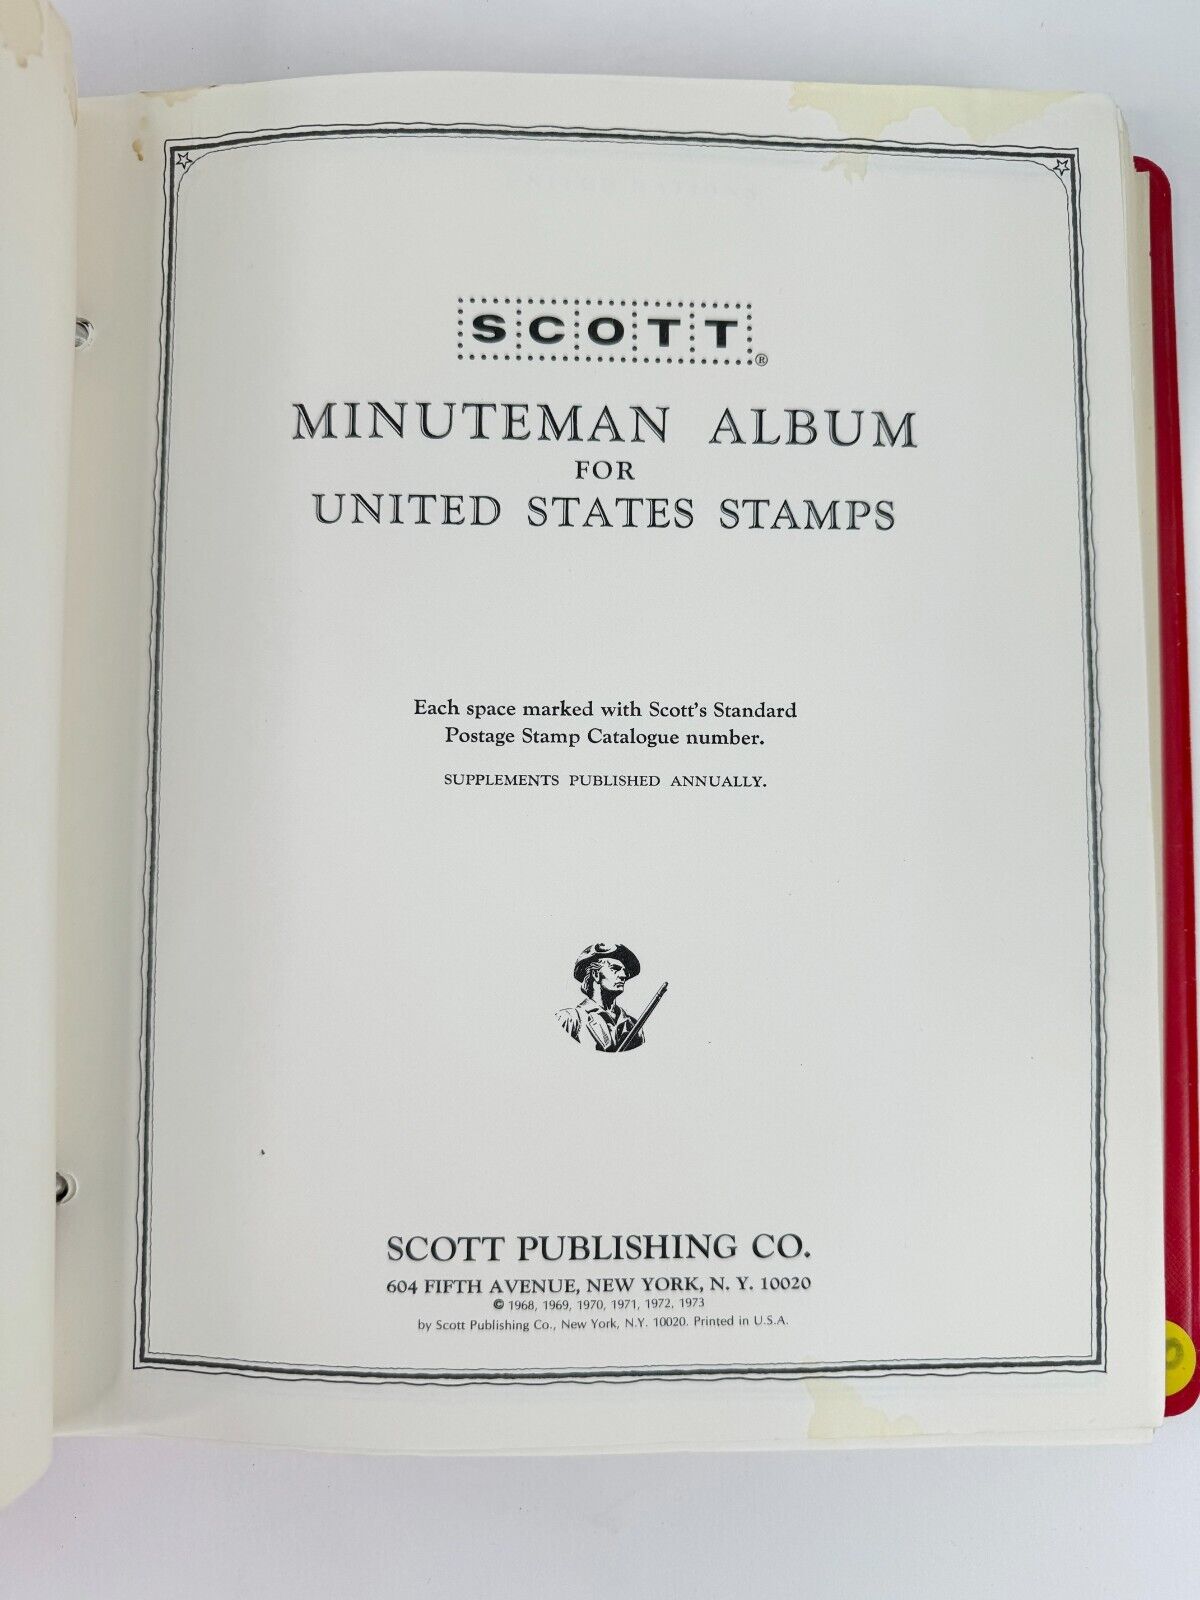 SCOTT®
MINUTEMAN ALBUM
FOR
UNITED STATES STAMPS
Each space marked with Scott's Standard
Postage Stamp Catalogue number.
SUPPLEMENTS PUBLISHED ANNUALLY.
SCOTT PUBLISHING CO.
604 FIFTH AVENUE, NEW YORK, N. Y. 10020
© 1968, 1969, 1970, 1971, 1972, 1973
by Scott Publishing Co., New York, N.Y. 10020. Printed in U.S.A.